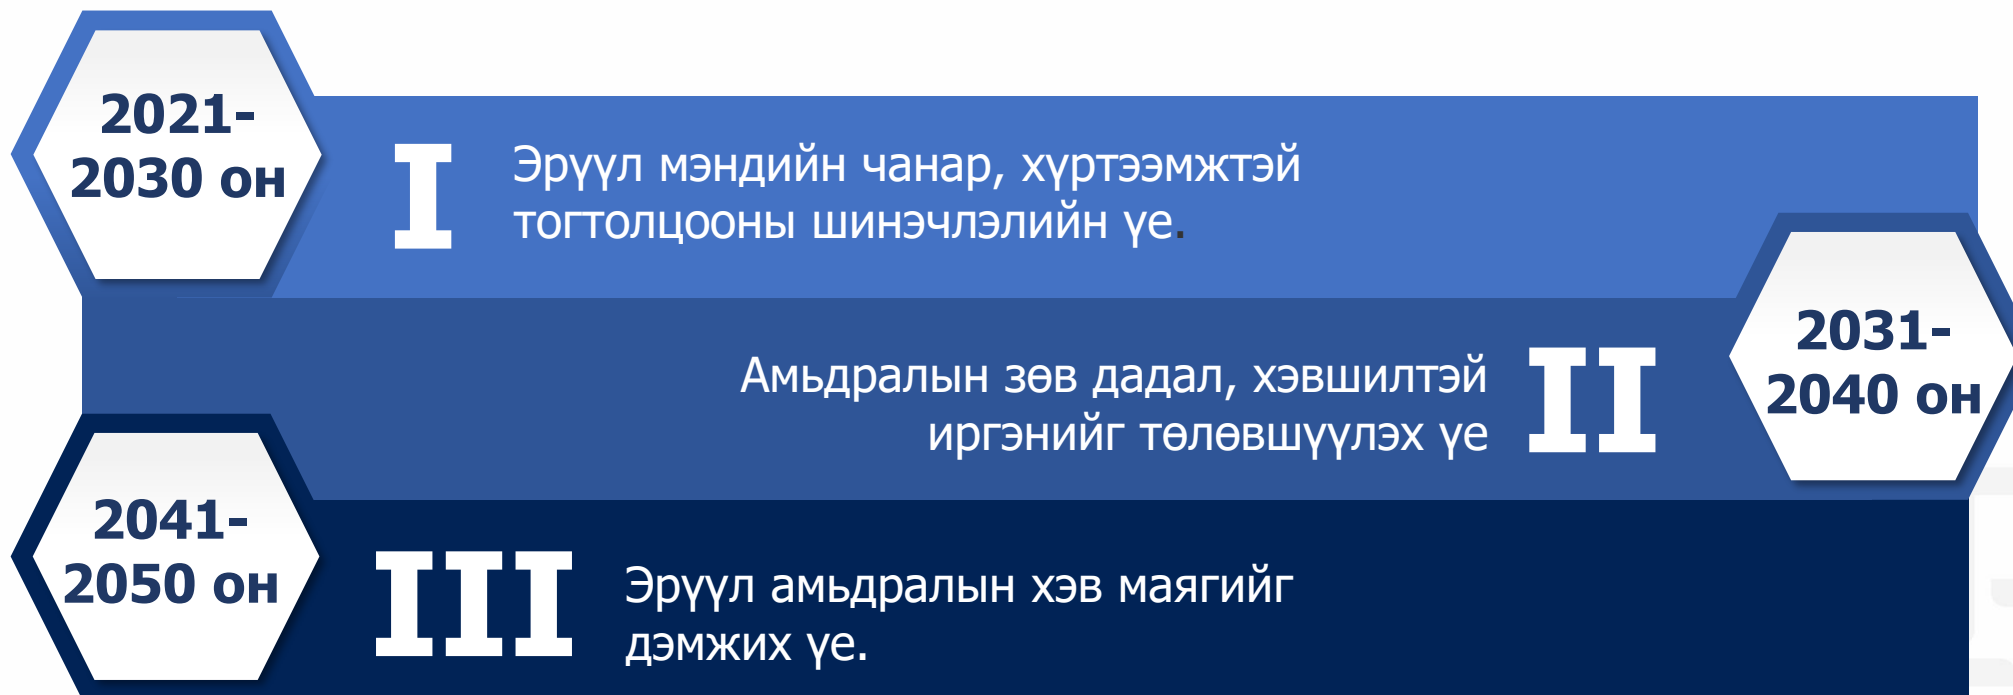 2021-
2030 он
I
Эрүүл мэндийн чанар, хүртээмжтэй
тогтолцооны шинэчлэлийн үе.
Амьдралын зөв дадал, хэвшилтэй
иргэнийг төлөвшүүлэх үе
II
2031-
2040 он
2041-
2050 он
III
Эрүүл амьдралын хэв маягийг
дэмжих үе.